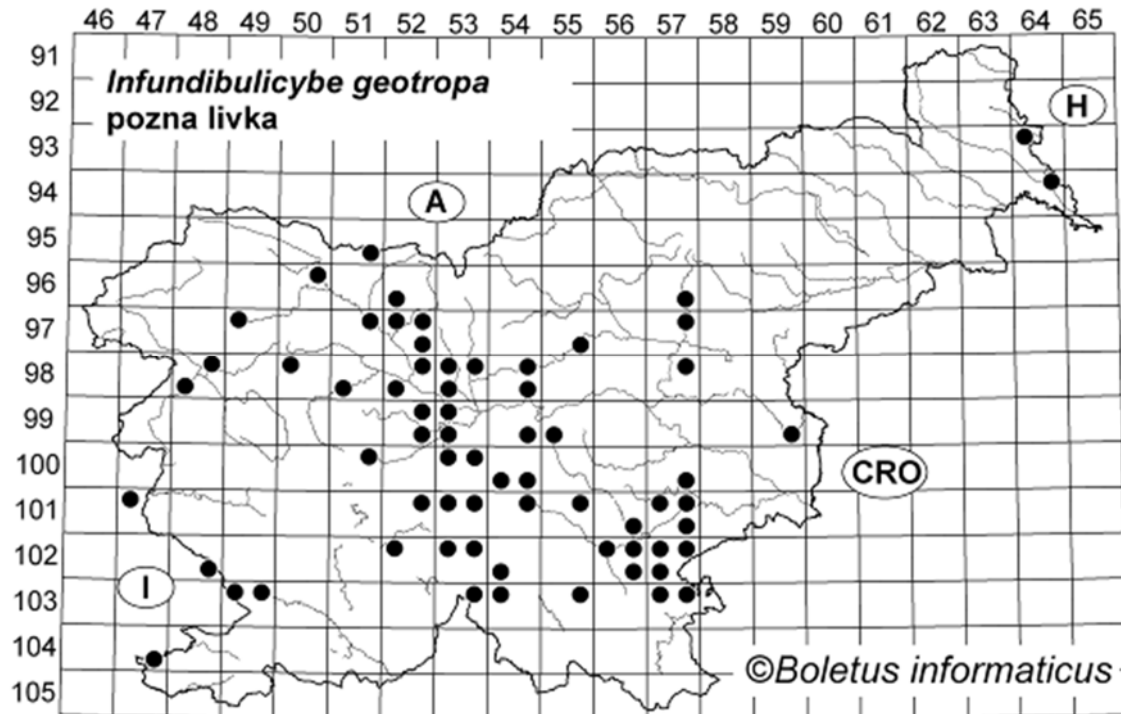 46 47 48 49 50 51 52 53 54 55 56 57 58 59 60 61 62 63 64 65
91
Infundibulicybe geotropa
92
H
pozna livka
93
94
A
95
96
97
98
99
100
CRO
101
102
I
103
104
©Boletus informaticus
105